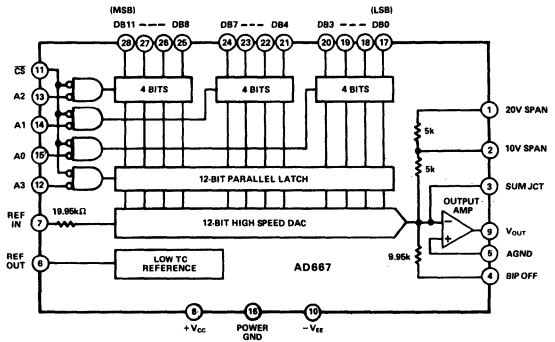 (MSB) (LSB)
DB11 DB8 DB7 DB4 DB3 DB0
28 27 26 25 24 23 22 21 20 19 18 17
CS 11
A2 13
A1 14
A0 15
A3 12
4 BITS 4 BITS 4 BITS
12-BIT PARALLEL LATCH
REF IN 7 19.95kΩ
12-BIT HIGH SPEED DAC
REF OUT 6
LOW TC REFERENCE
AD667
5k
5k
9.95k
1 20V SPAN
2 10V SPAN
3 SUM JCT
OUTPUT AMP
9 VOUT
5 AGND
4 BIP OFF
8 16 10
+VCC POWER GND -VEE